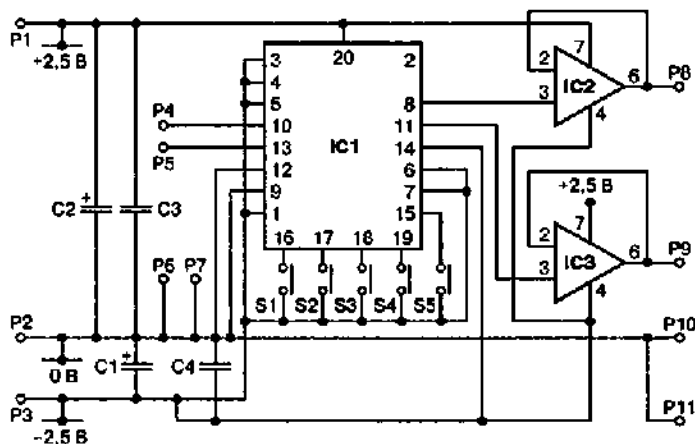 P1
+2,5 В
20
3
4
5
10
13
12
9
1
2
8
11
14
6
7
15
IC1
16
17
18
19
P4
P5
C2
+
C3
P6
P7
S1
S2
S3
S4
S5
2
3
7
4
6
IC2
P8
+2,5 В
2
3
7
4
6
IC3
P9
P2
0 В
C1
+
C4
P10
P3
−2,5 В
P11